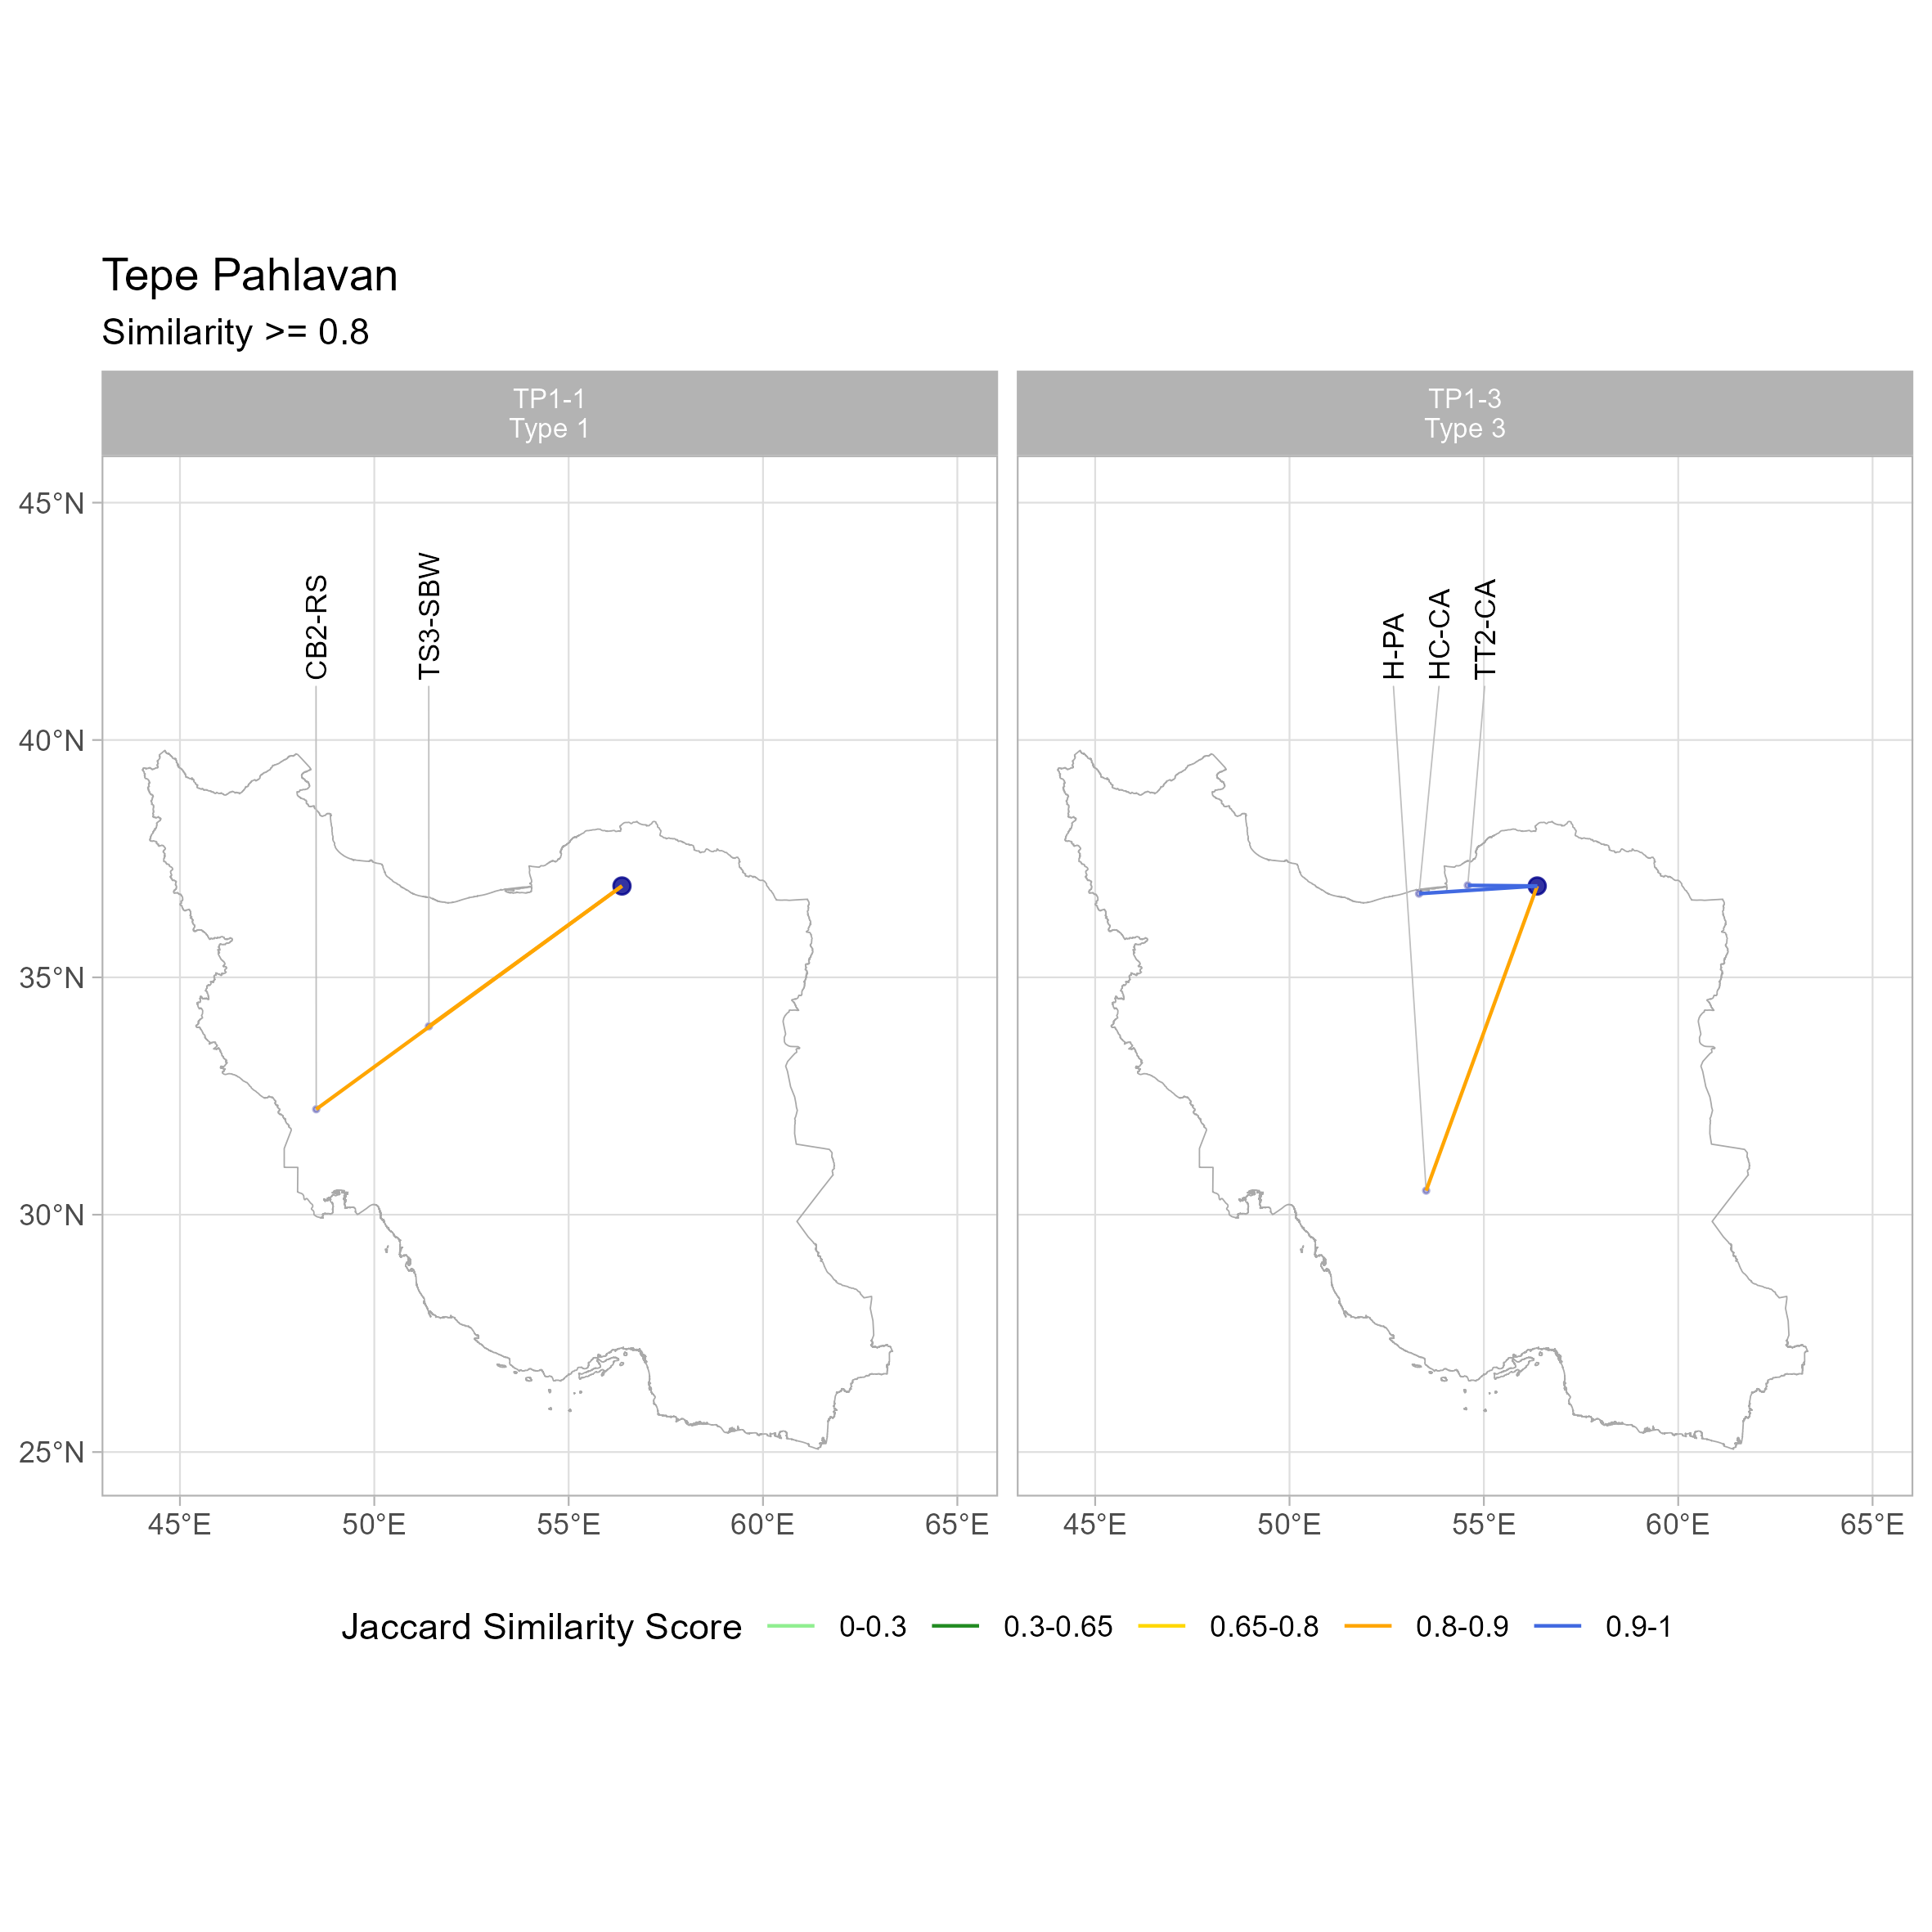 Tepe Pahlavan
Similarity >= 0.8
TP1-1
Type 1
TP1-3
Type 3
45°N
40°N
35°N
30°N
25°N
CB2-RS
TS3-SBW
H-PA
HC-CA
TT2-CA
45°E 50°E 55°E 60°E 65°E
45°E 50°E 55°E 60°E 65°E
Jaccard Similarity Score 0-0.3 0.3-0.65 0.65-0.8 0.8-0.9 0.9-1